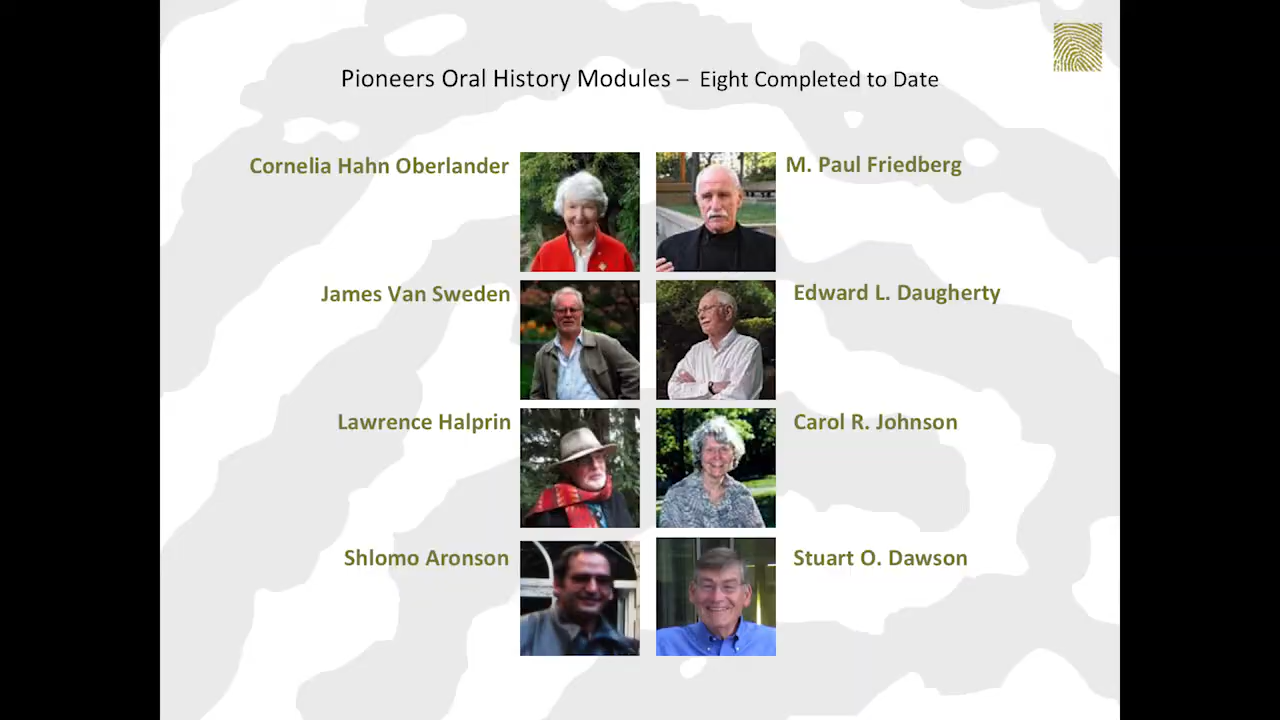 Pioneers Oral History Modules – Eight Completed to Date
Cornelia Hahn Oberlander
M. Paul Friedberg
James Van Sweden
Edward L. Daugherty
Lawrence Halprin
Carol R. Johnson
Shlomo Aronson
Stuart O. Dawson